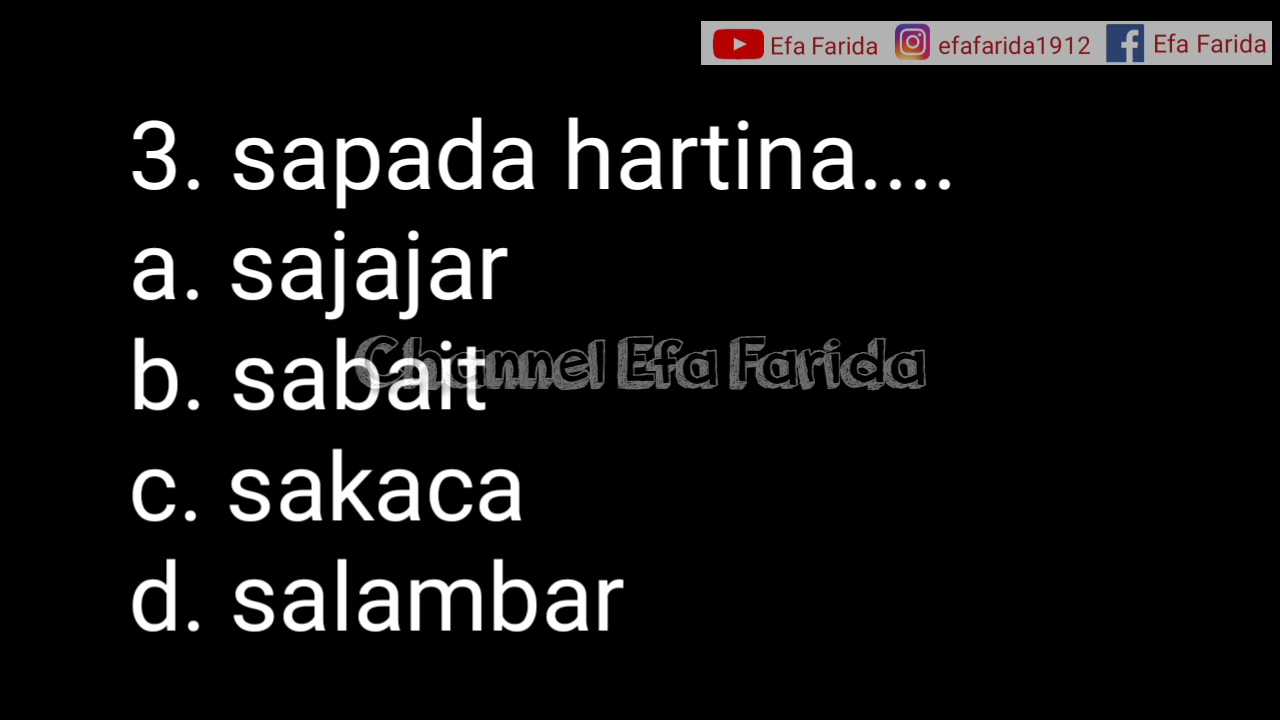 Efa Farida efafarida1912 Efa Farida
3. sapada hartina....
a. sajajar
b. sabait
Channel Efa Farida
c. sakaca
d. salambar